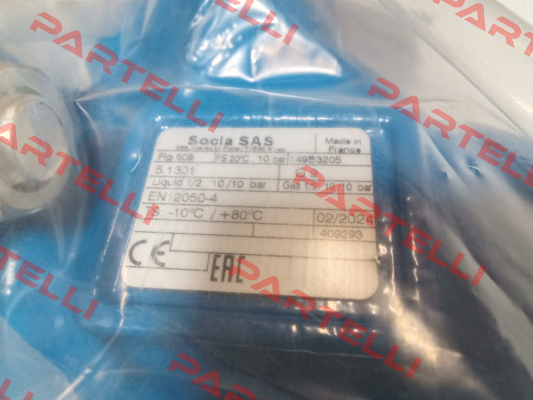 Socla SAS
Made in
France
Fig.508 PS 20°C 10 bar 149B3205
5.1301
Liquid 1/2 10/10 bar Gas 1/2 10/10 bar
EN12050-4
S: -10°C / +80°C 02/2024
409293
CE EAC
PARTELLI
PARTELLI
PARTELLI
PARTELLI
PARTELLI
PARTELLI